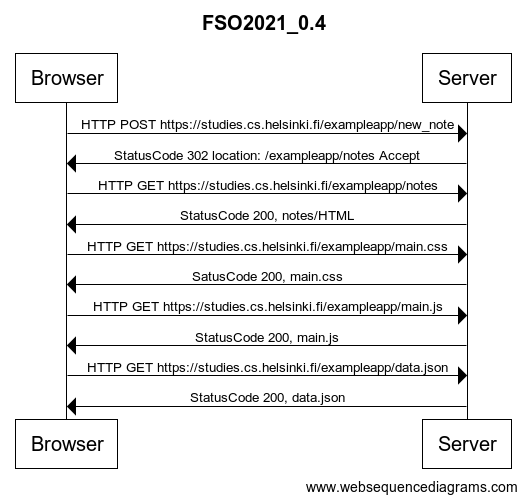 FSO2021_0.4
Browser
Server
HTTP POST https://studies.cs.helsinki.fi/exampleapp/new_note
StatusCode 302 location: /exampleapp/notes Accept
HTTP GET https://studies.cs.helsinki.fi/exampleapp/notes
StatusCode 200, notes/HTML
HTTP GET https://studies.cs.helsinki.fi/exampleapp/main.css
SatusCode 200, main.css
HTTP GET https://studies.cs.helsinki.fi/exampleapp/main.js
StatusCode 200, main.js
HTTP GET https://studies.cs.helsinki.fi/exampleapp/data.json
StatusCode 200, data.json
Browser
Server
www.websequencediagrams.com